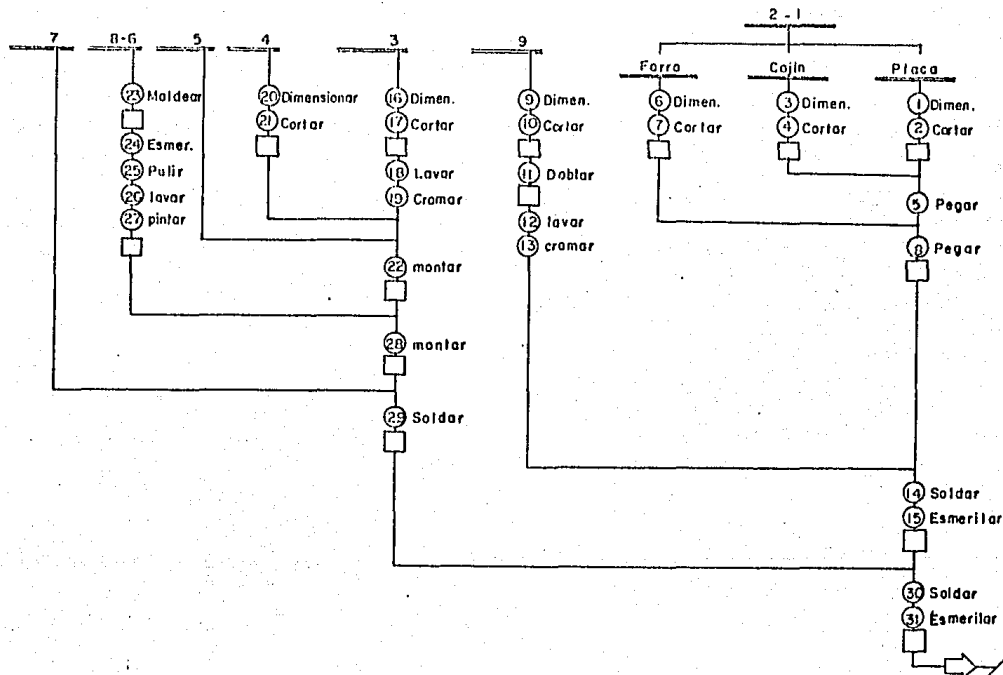 7
8-6
23 Moldear
24 Esmer.
25 Pulir
26 lavar
27 pintar
5
4
20 Dimensionar
21 Cortar
3
16 Dimen.
17 Cortar
18 Lavar
19 Cromar
22 montar
28 montar
29 Soldar
9
9 Dimen.
10 Cortar
11 Doblar
12 lavar
13 cromar
2-1
Forro
6 Dimen.
7 Cortar
Cojin
3 Dimen.
4 Cortar
Placa
1 Dimen.
2 Cortar
5 Pegar
8 Pegar
14 Soldar
15 Esmerilar
30 Soldar
31 Esmerilar